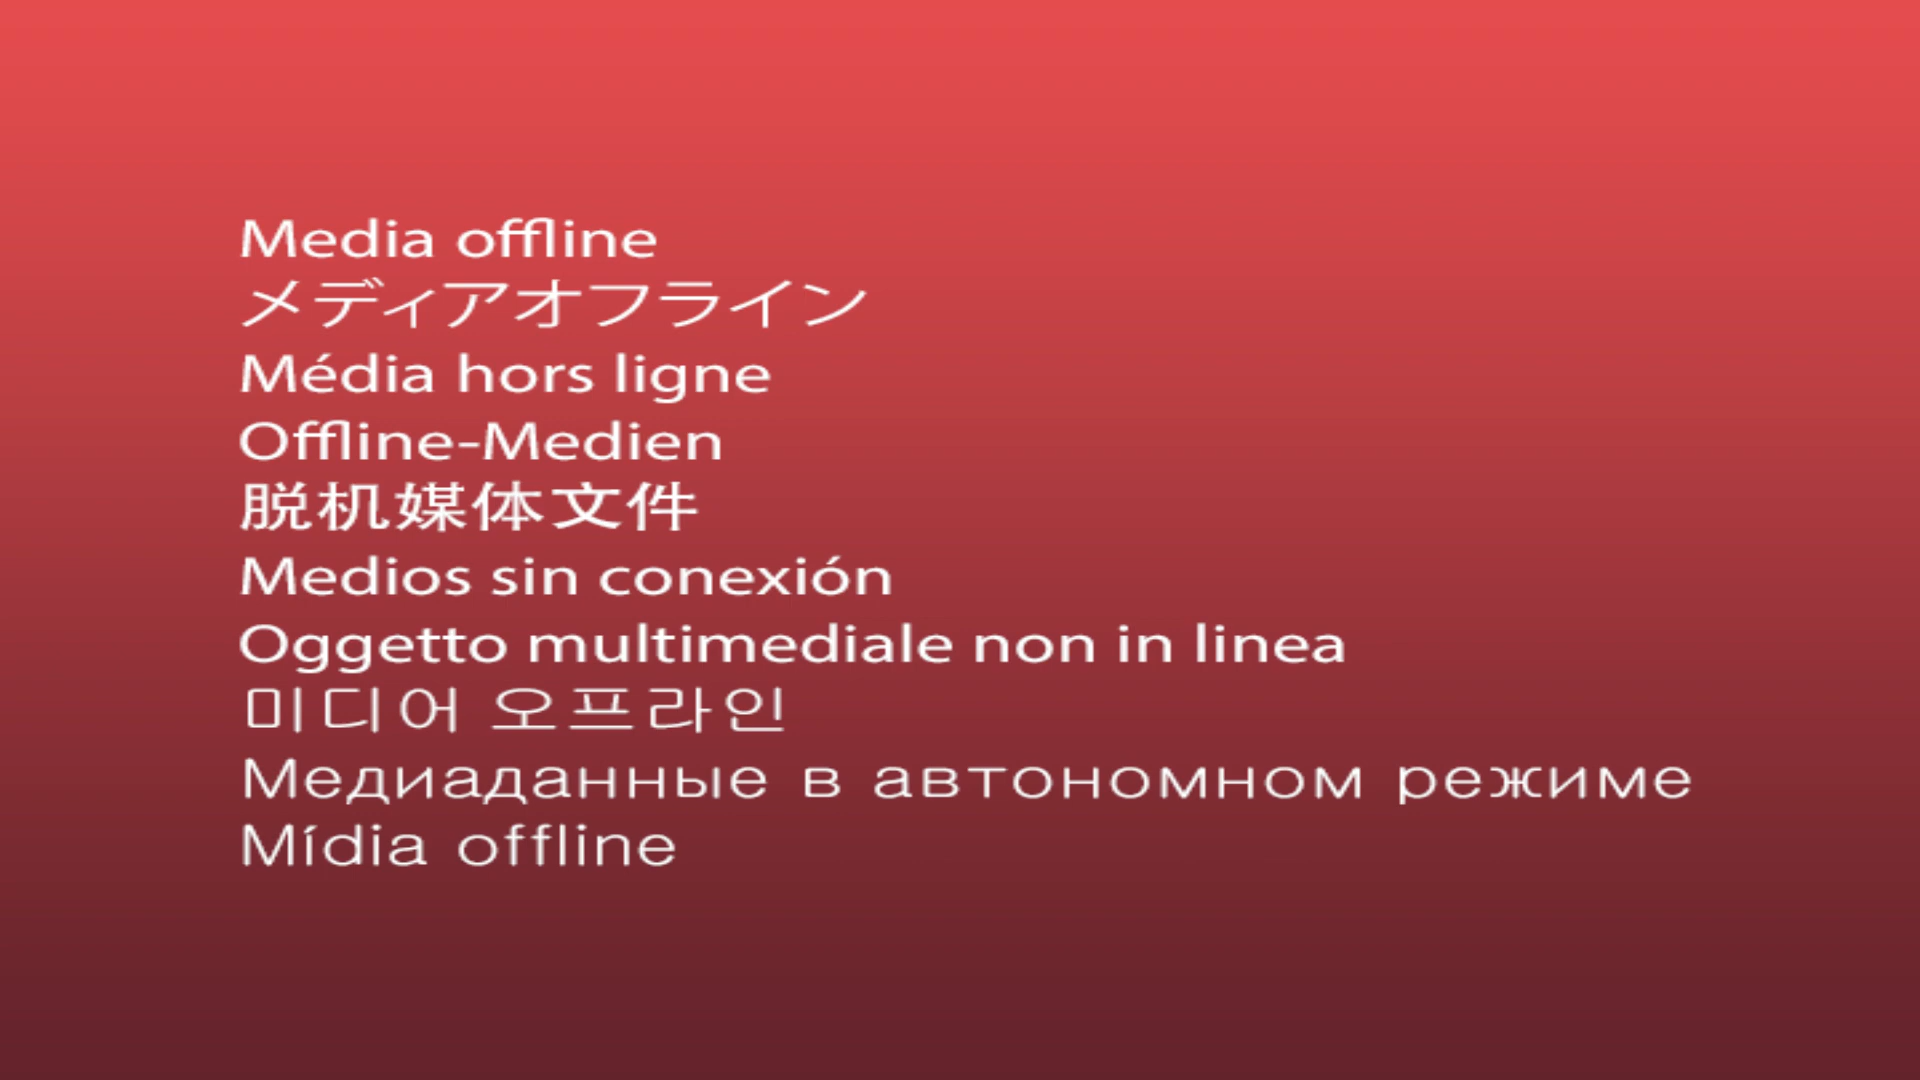 Media offline
メディアオフライン
Média hors ligne
Offline-Medien
脱机媒体文件
Medios sin conexión
Oggetto multimediale non in linea
미디어 오프라인
Медиаданные в автономном режиме
Mídia offline